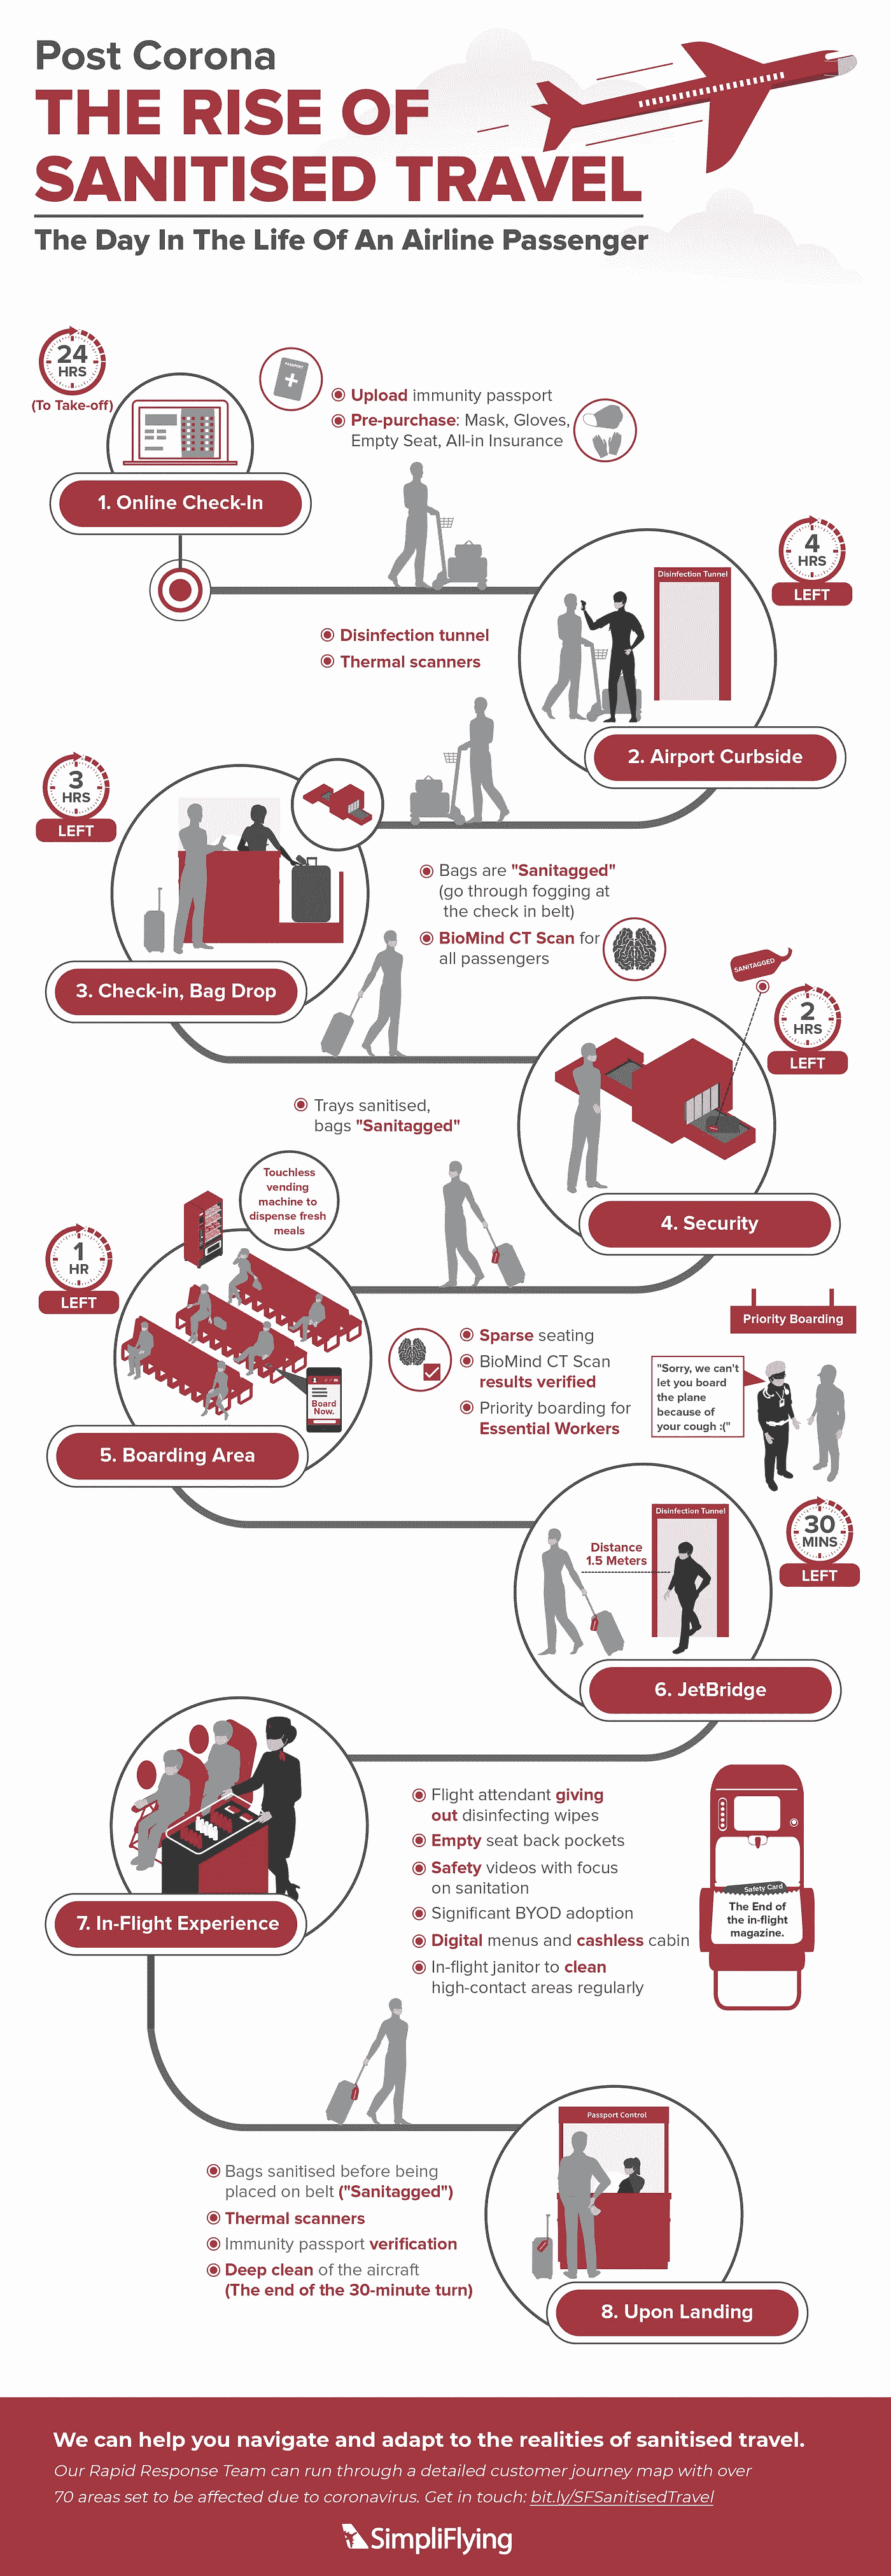 Post Corona
THE RISE OF
SANITISED TRAVEL
The Day In The Life Of An Airline Passenger
24
HRS
(To Take-off)
PASSPORT
Upload immunity passport
Pre-purchase: Mask, Gloves,
Empty Seat, All-in Insurance
1. Online Check-In
4
HRS
LEFT
Disinfection Tunnel
Disinfection tunnel
Thermal scanners
2. Airport Curbside
3
HRS
LEFT
Bags are "Sanitagged"
(go through fogging at
the check in belt)
BioMind CT Scan for
all passengers
3. Check-in, Bag Drop
SANITAGGED
2
HRS
LEFT
Trays sanitised,
bags "Sanitagged"
4. Security
Touchless
vending
machine to
dispense fresh
meals
1
HR
LEFT
Board
Now.
Sparse seating
BioMind CT Scan
results verified
Priority boarding for
Essential Workers
Priority Boarding
"Sorry, we can't
let you board
the plane
because of
your cough :("
5. Boarding Area
Disinfection Tunnel
Distance
1.5 Meters
30
MINS
LEFT
6. JetBridge
Flight attendant giving
out disinfecting wipes
Empty seat back pockets
Safety videos with focus
on sanitation
Significant BYOD adoption
Digital menus and cashless cabin
In-flight janitor to clean
high-contact areas regularly
Safety Card
The End of
the in-flight
magazine.
7. In-Flight Experience
Passport Control
Bags sanitised before being
placed on belt ("Sanitagged")
Thermal scanners
Immunity passport verification
Deep clean of the aircraft
(The end of the 30-minute turn)
8. Upon Landing
We can help you navigate and adapt to the realities of sanitised travel.
Our Rapid Response Team can run through a detailed customer journey map with over
70 areas set to be affected due to coronavirus. Get in touch: bit.ly/SFSanitisedTravel
SimpliFlying